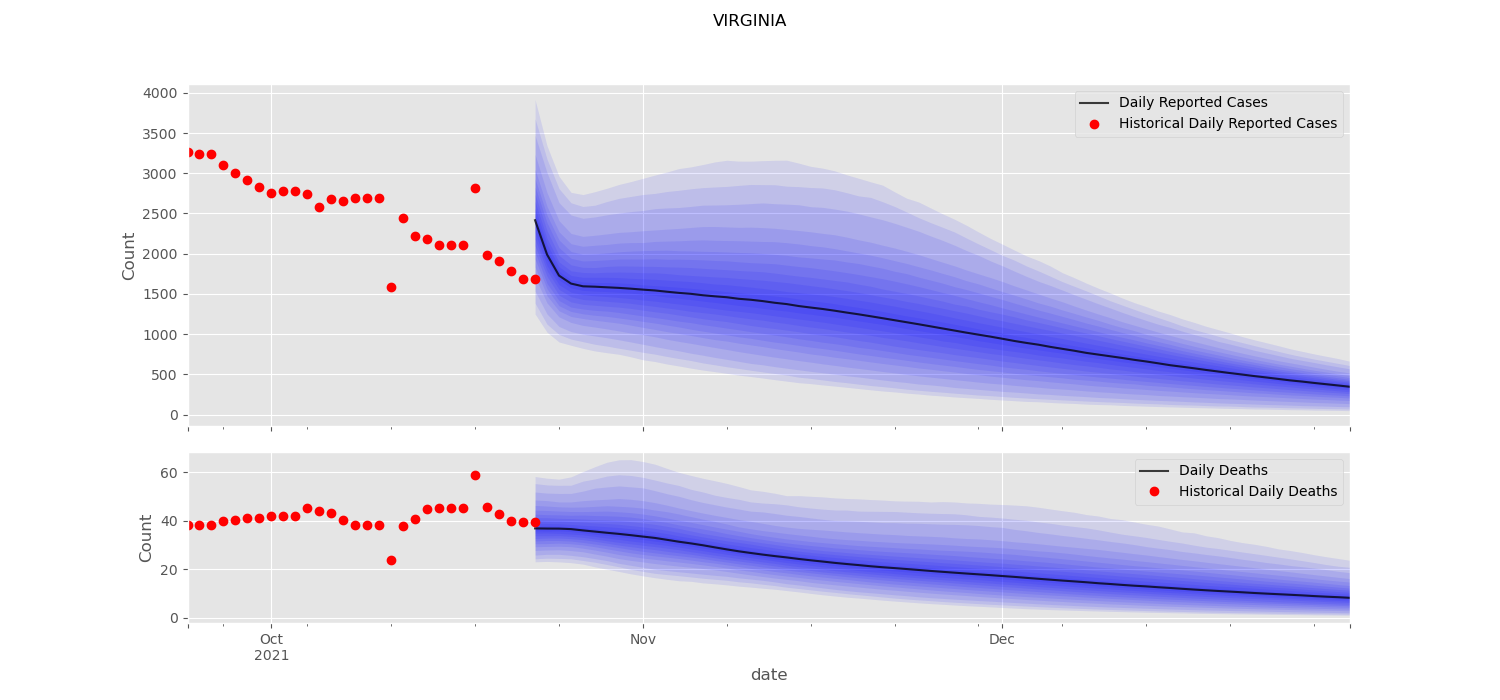 VIRGINIA
4000
3500
3000
2500
2000
1500
1000
500
0
Count
Daily Reported Cases
Historical Daily Reported Cases
60
40
20
0
Count
Daily Deaths
Historical Daily Deaths
Oct
2021
Nov
Dec
date